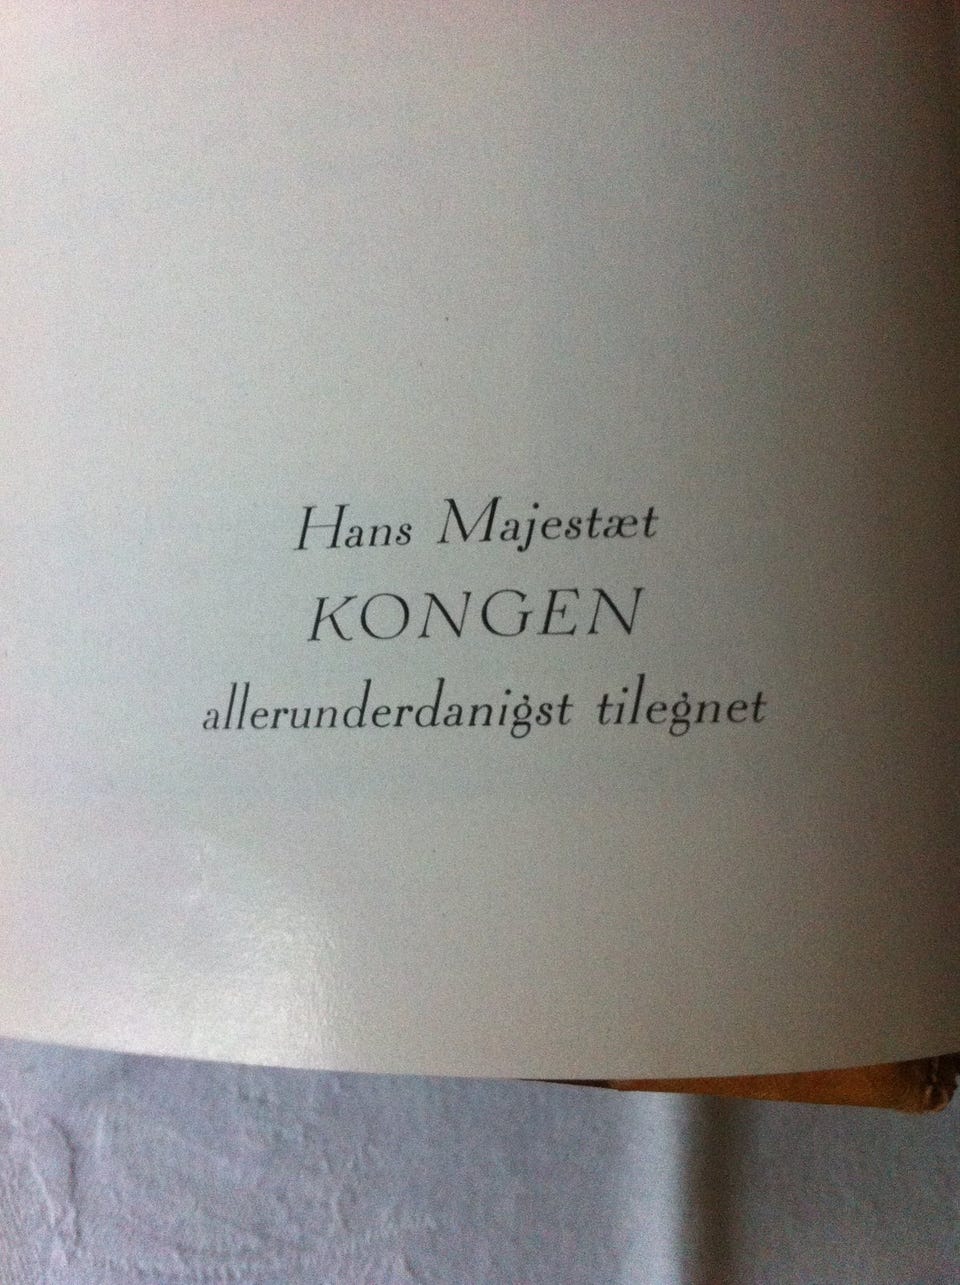 Hans Majestæt
KONGEN
allerunderdanigst tilegnet